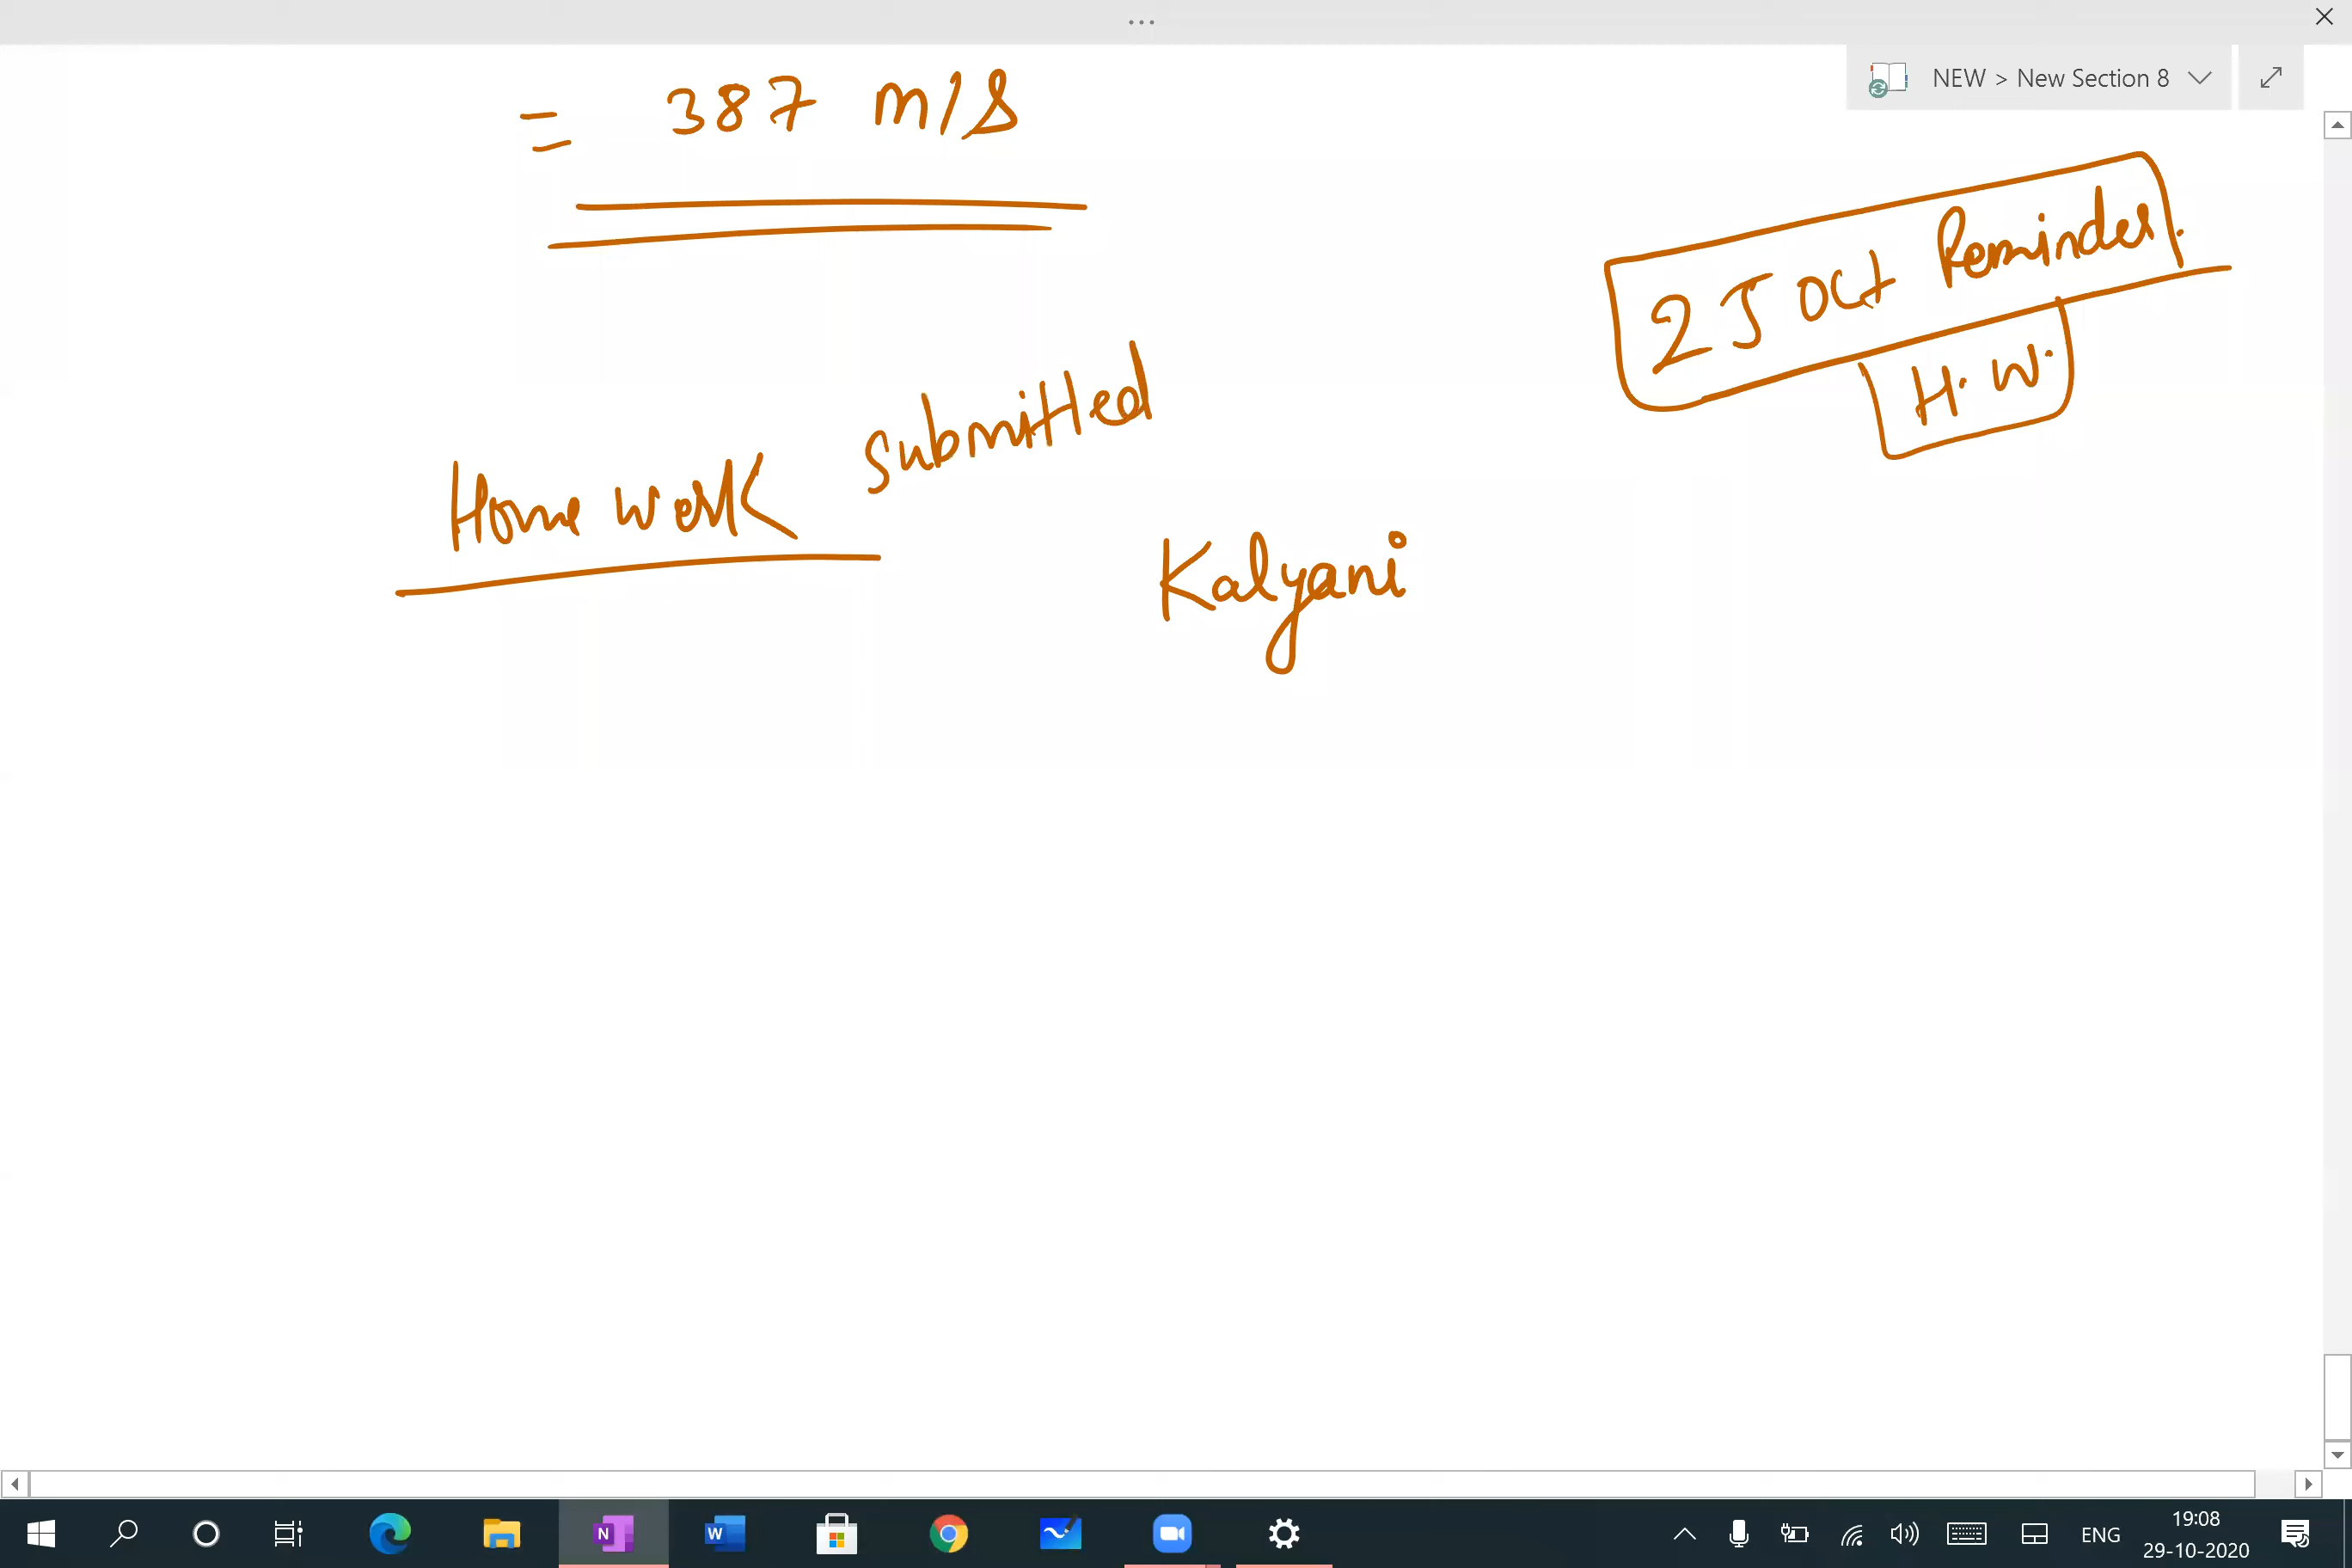 NEW > New Section 8
= 387 m/s
25 Oct Reminder.
H.W.
Home work submitted
Kalyani
ENG
19:08
29-10-2020